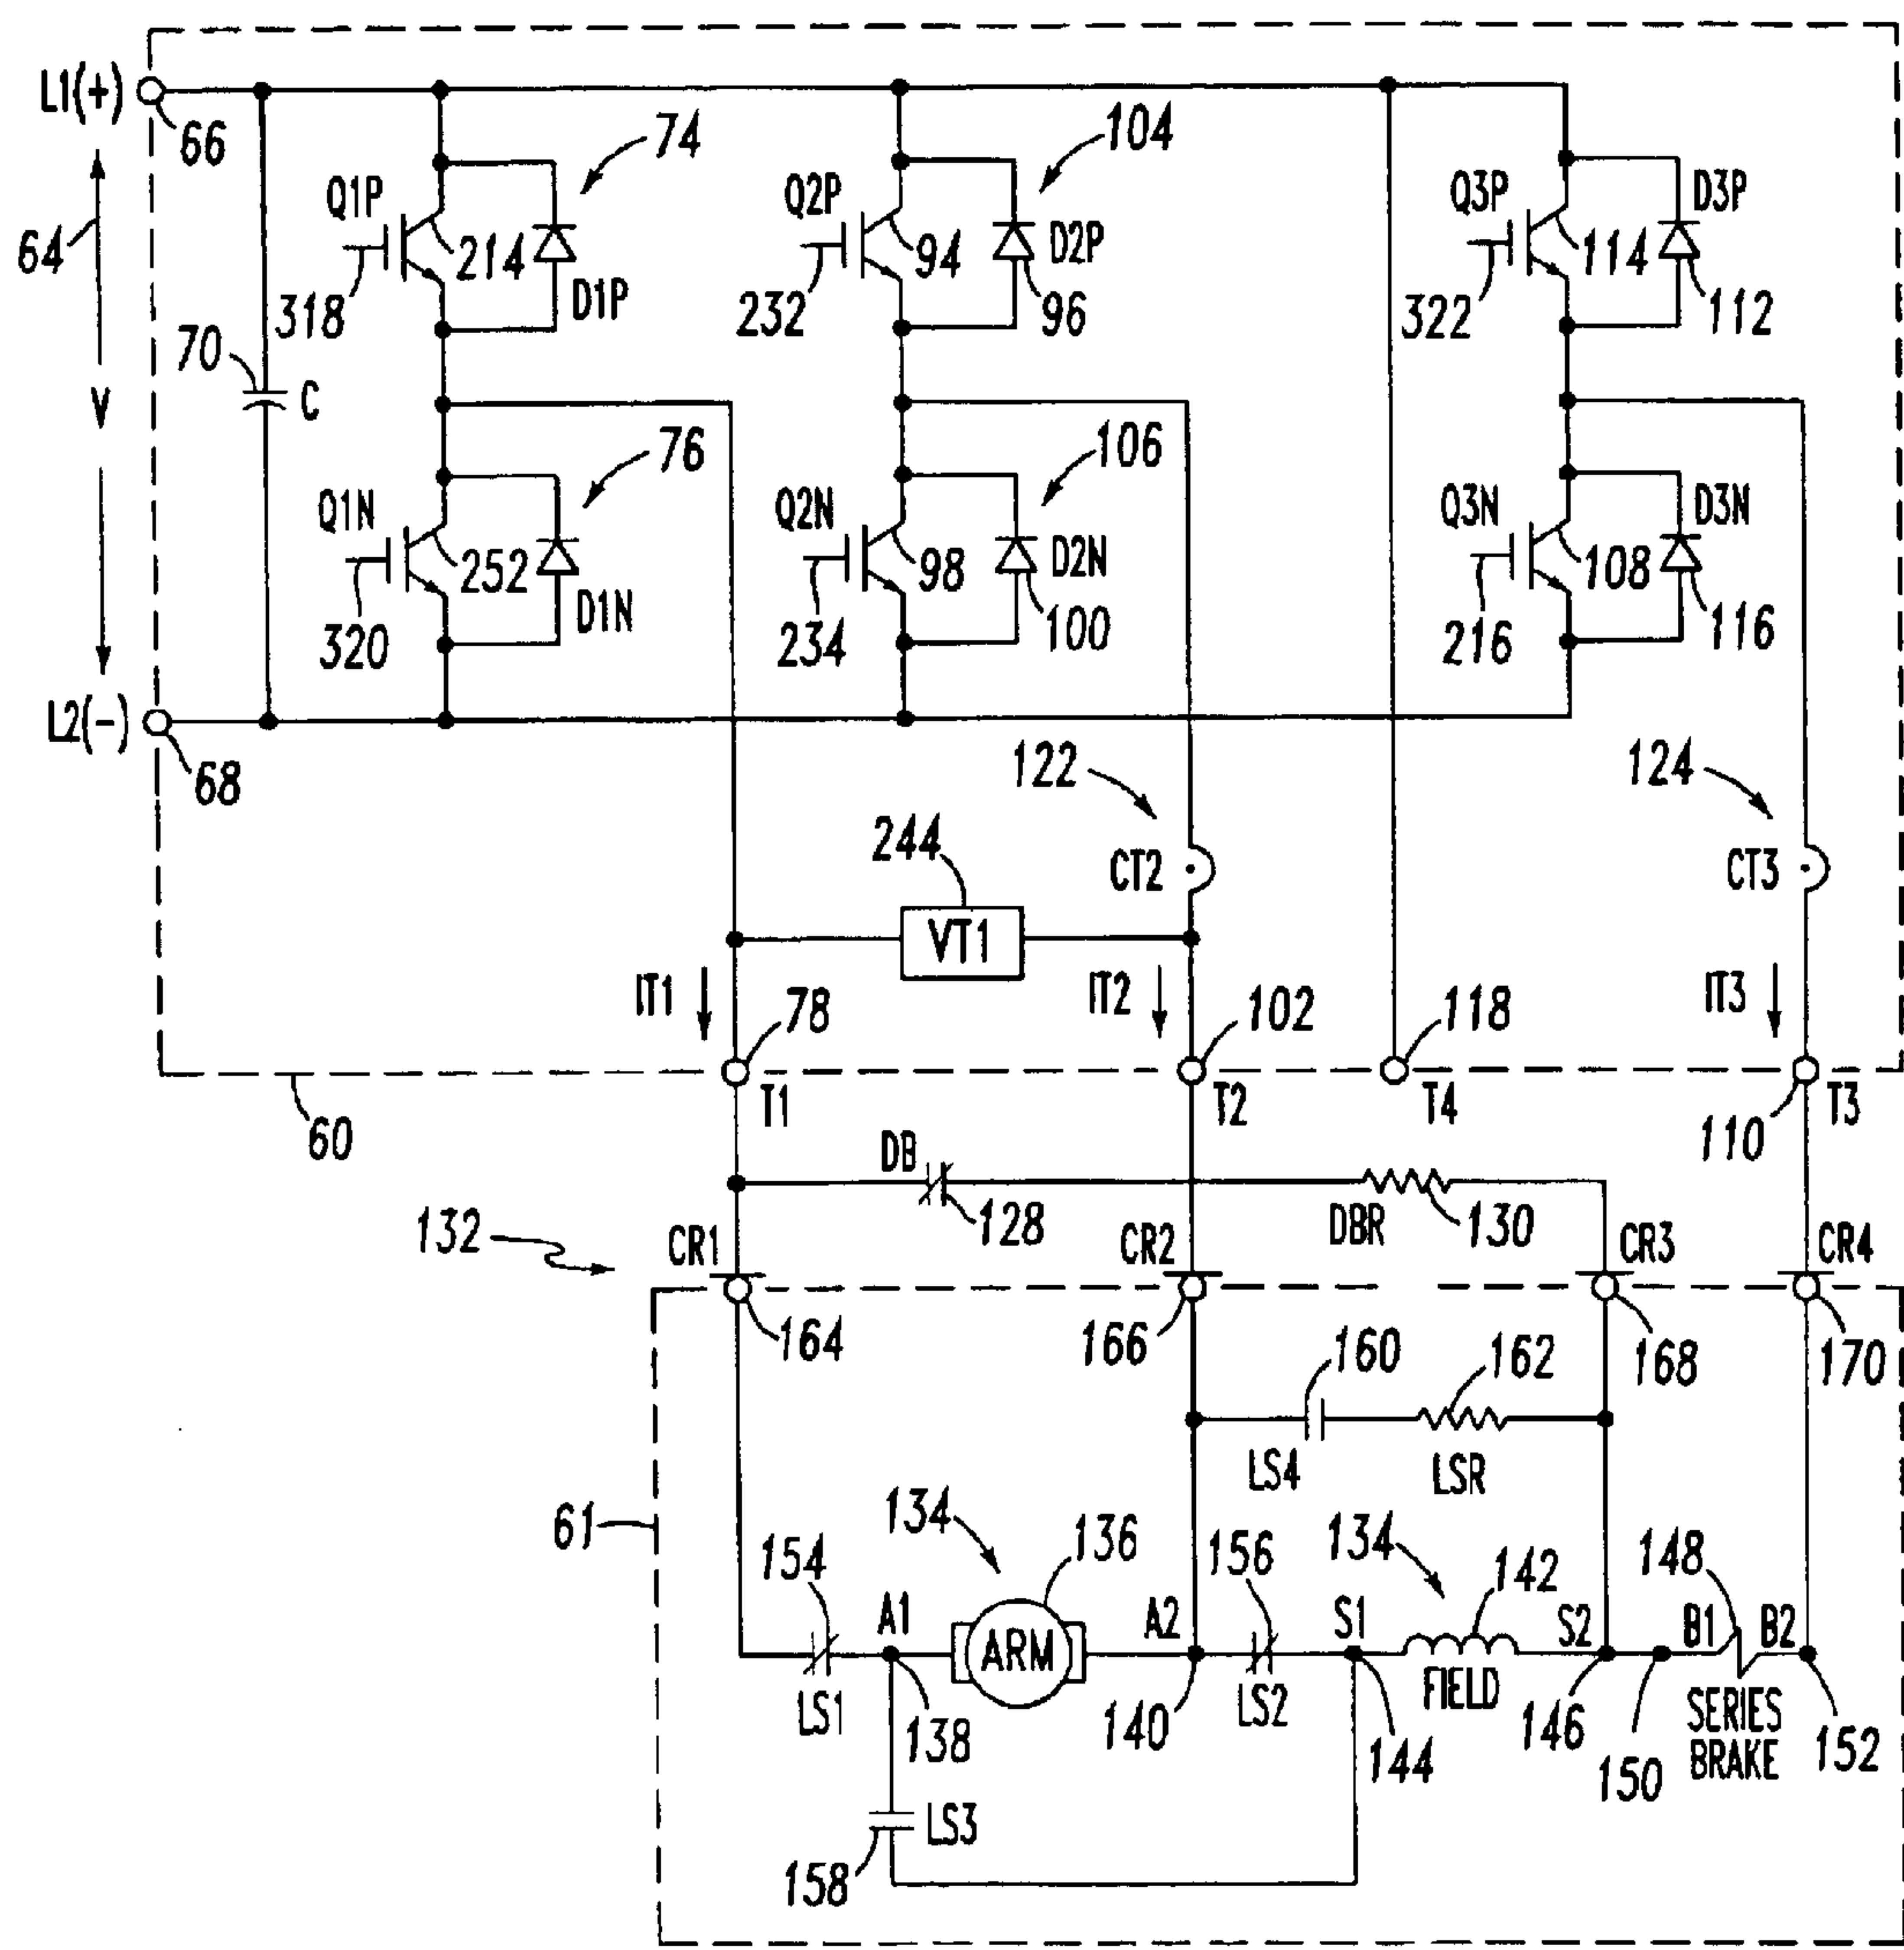 L1(+)
66
74
104
Q1P
Q2P
Q3P
D3P
64
214
94
D2P
114
318
D1P
232
96
322
112
70
C
V
76
106
Q1N
Q2N
Q3N
D3N
252
98
D2N
108
320
D1N
234
100
216
116
L2(-)
68
122
124
244
CT2
CT3
VT1
IT1
IT2
IT3
78
102
118
T1
T2
T4
T3
60
110
DB
128
DBR
130
132
CR1
CR2
CR3
CR4
164
166
160
162
168
170
LS4
LSR
61
134
136
156
134
142
148
154
A1
A2
S1
S2
B1
B2
ARM
LS1
LS2
FIELD
138
140
144
146
150
SERIES
BRAKE
152
LS3
158